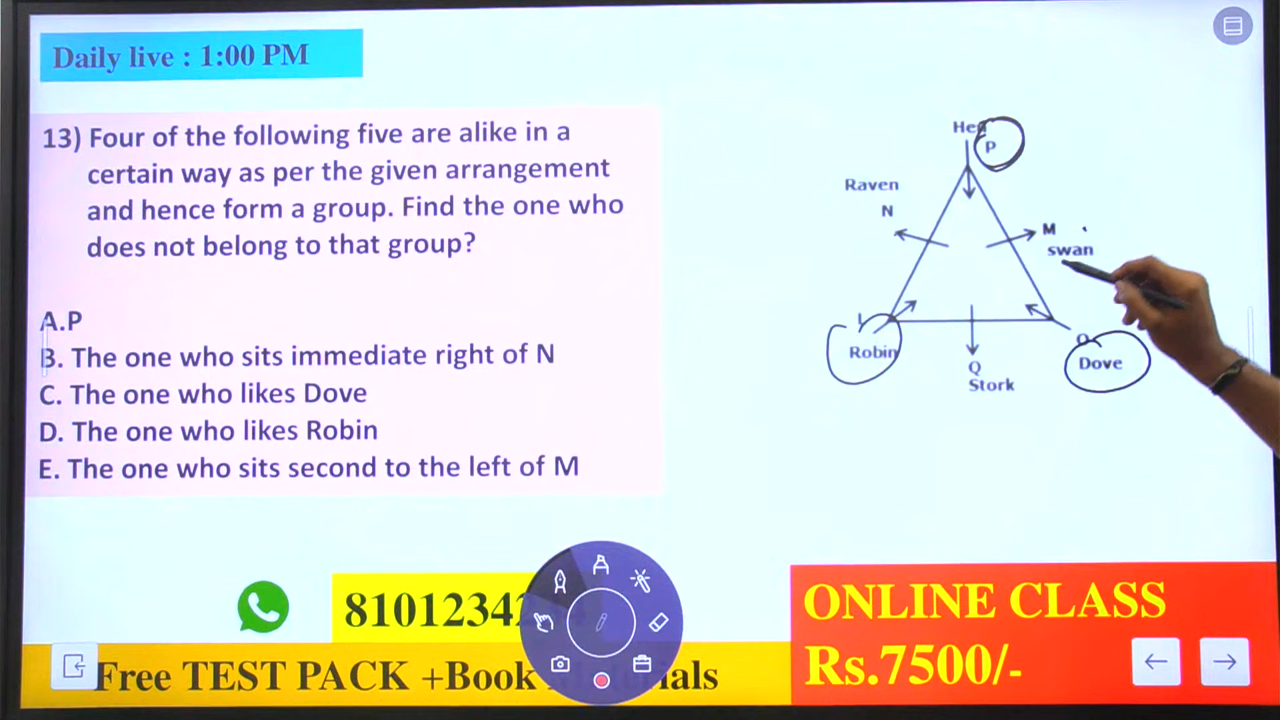 Daily live : 1:00 PM
13) Four of the following five are alike in a
certain way as per the given arrangement
and hence form a group. Find the one who
does not belong to that group?
A.P
B. The one who sits immediate right of N
C. The one who likes Dove
D. The one who likes Robin
E. The one who sits second to the left of M
P
Raven
N
M
swan
Robin
Q
Stork
Dove
8101234
Free TEST PACK +Book
ONLINE CLASS
Rs.7500/-